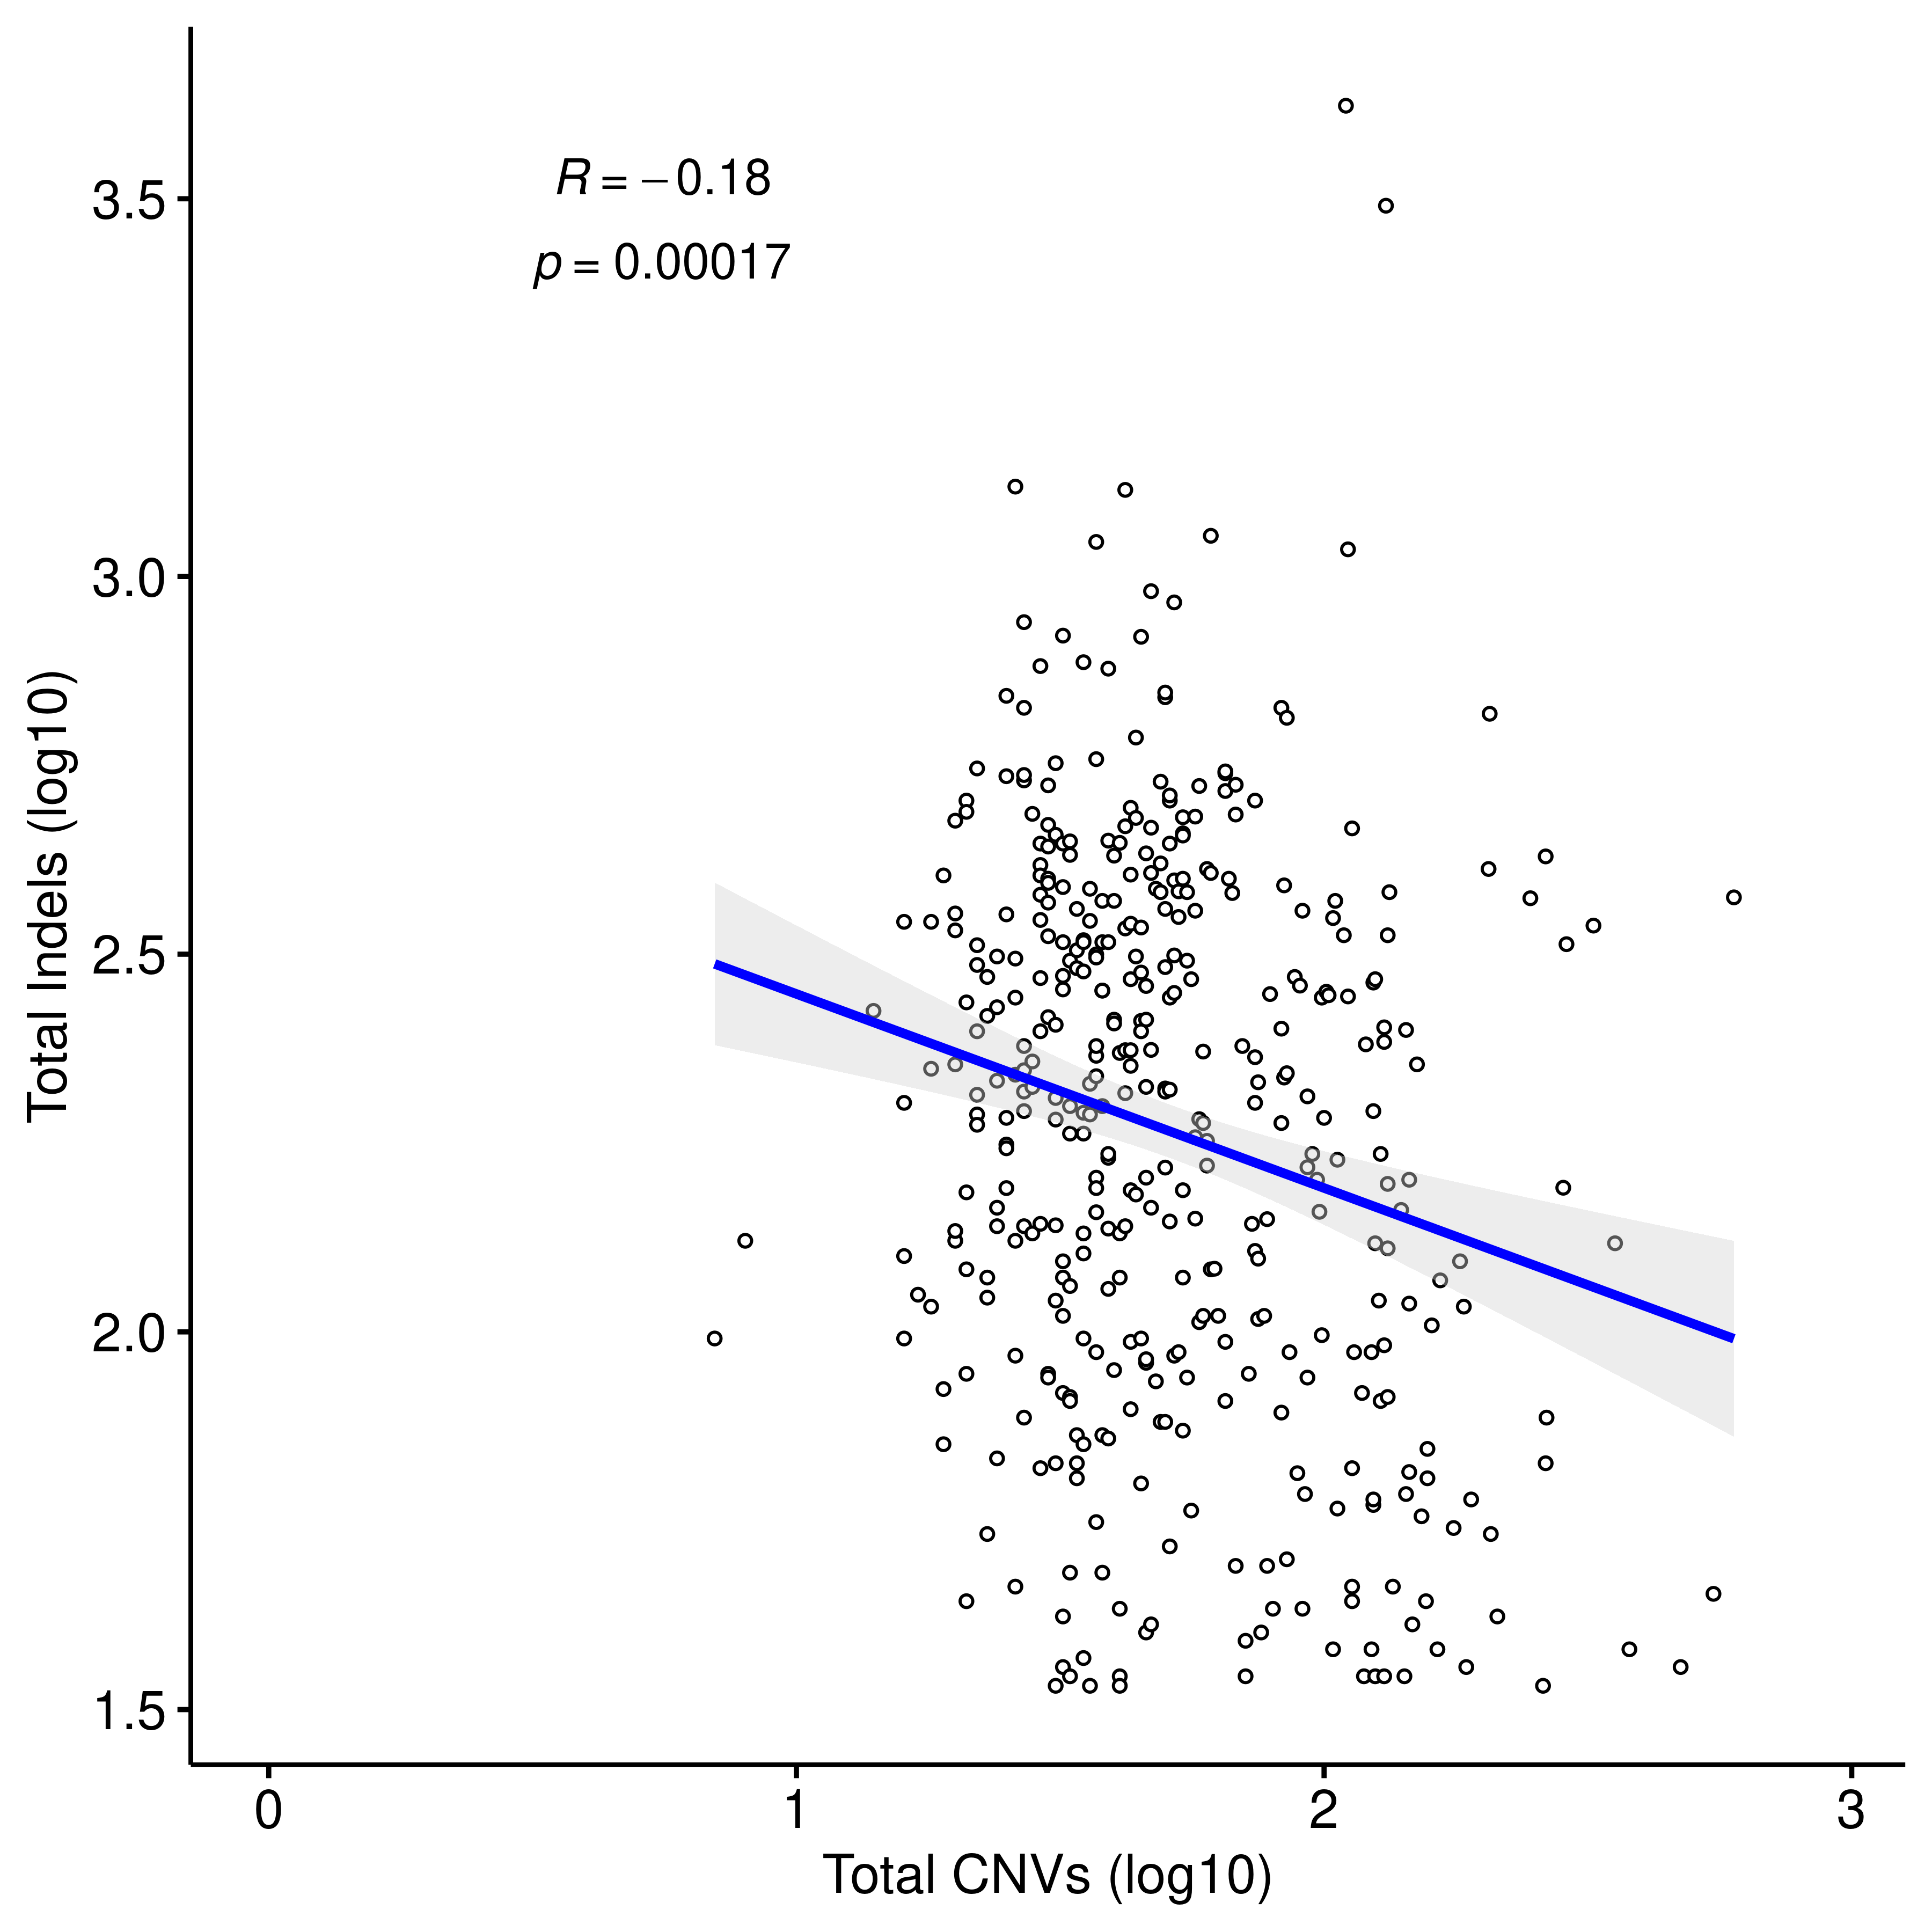 R = −0.18
p = 0.00017
3.5
3.0
2.5
2.0
1.5
Total Indels (log10)
0 1 2 3
Total CNVs (log10)